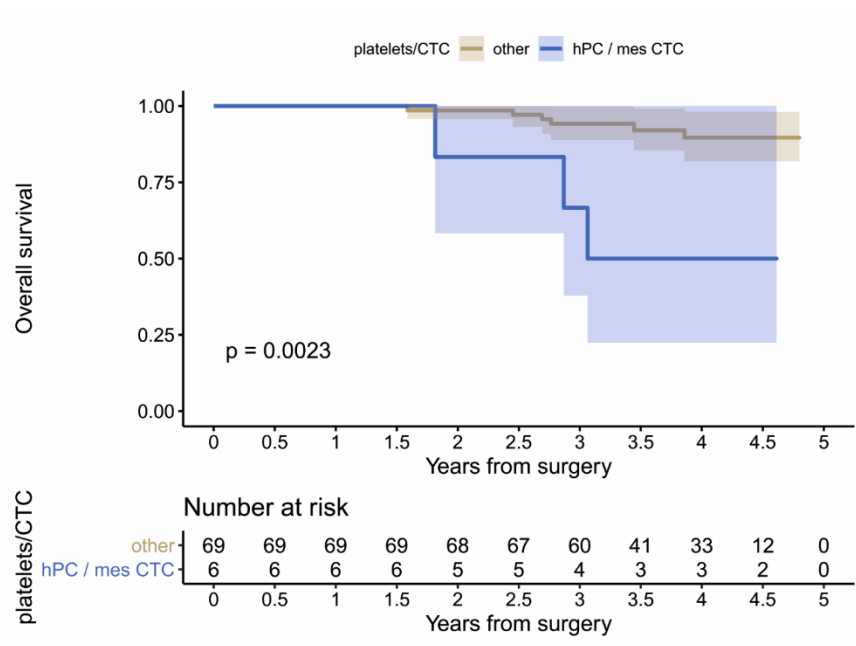 platelets/CTC other hPC / mes CTC
Overall survival
1.00
0.75
0.50
0.25
0.00
p = 0.0023
0 0.5 1 1.5 2 2.5 3 3.5 4 4.5 5
Years from surgery
platelets/CTC
Number at risk
other 69 69 69 69 68 67 60 41 33 12 0
hPC / mes CTC 6 6 6 6 5 5 4 3 3 2 0
0 0.5 1 1.5 2 2.5 3 3.5 4 4.5 5
Years from surgery